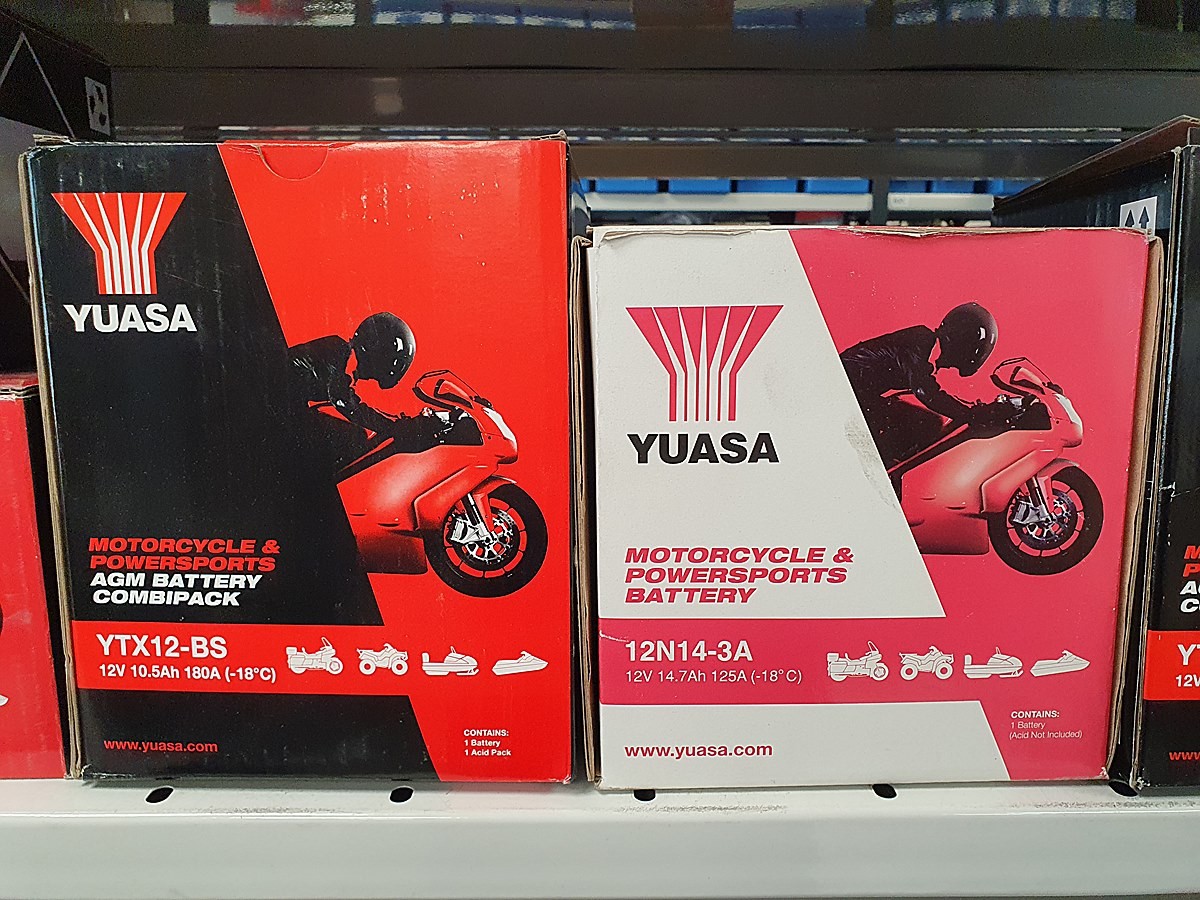 YUASA
MOTORCYCLE &
POWERSPORTS
AGM BATTERY
COMBIPACK
YTX12-BS
12V 10.5Ah 180A (-18°C)
www.yuasa.com
CONTAINS:
1 Battery
1 Acid Pack
YUASA
MOTORCYCLE &
POWERSPORTS
BATTERY
12N14-3A
12V 14.7Ah 125A (-18°C)
www.yuasa.com
CONTAINS:
1 Battery
(Acid Not Included)